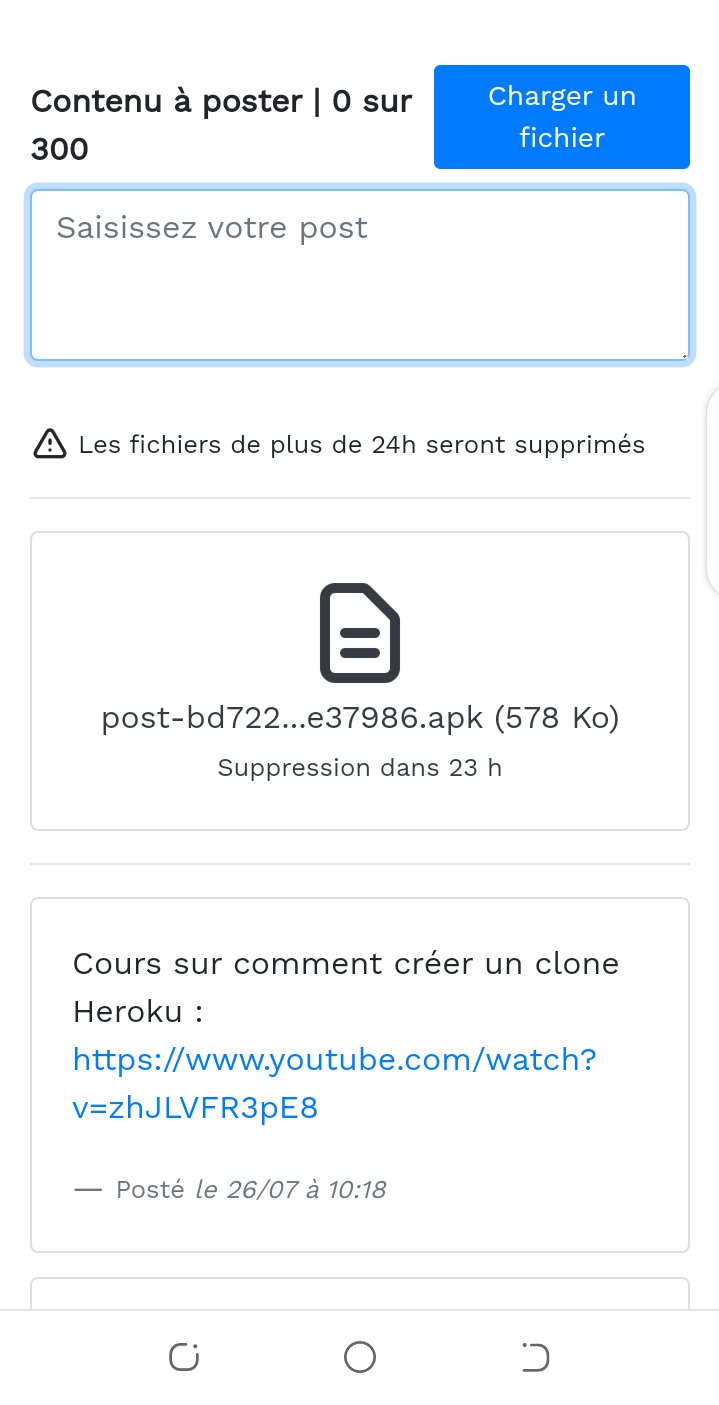 Contenu à poster | 0 sur
300
Charger un
fichier
Saisissez votre post
Les fichiers de plus de 24h seront supprimés
post-bd722...e37986.apk (578 Ko)
Suppression dans 23 h
Cours sur comment créer un clone
Heroku :
https://www.youtube.com/watch?
v=zhJLVFR3pE8
— Posté le 26/07 à 10:18